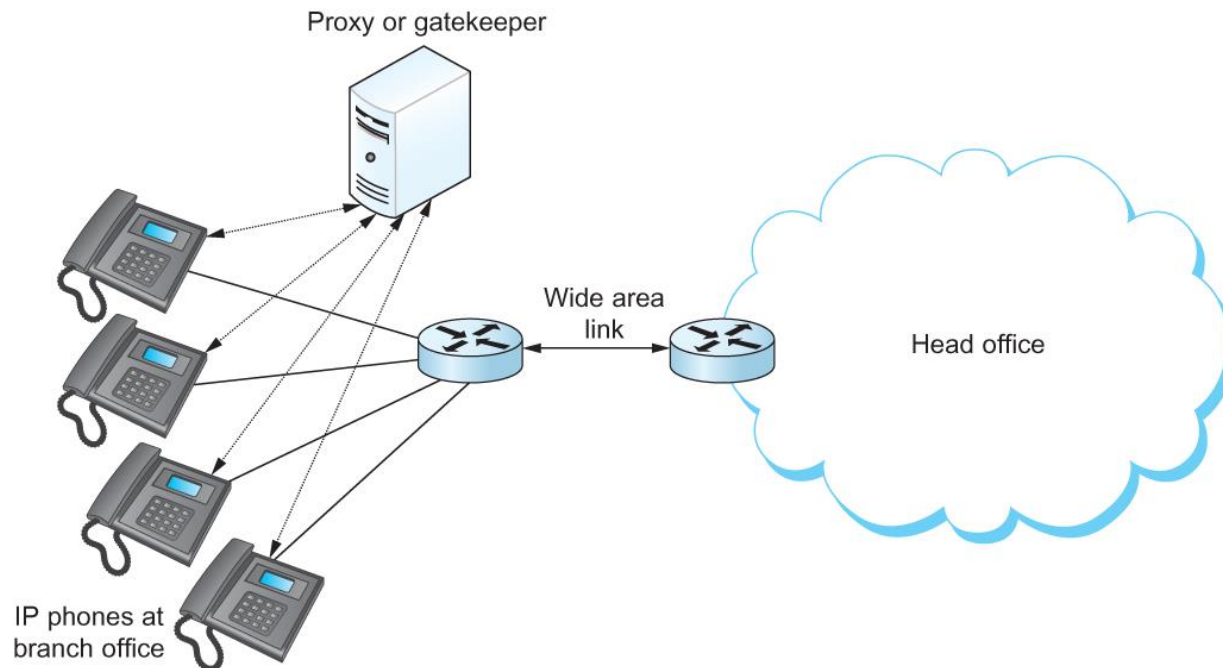 Proxy or gatekeeper
Wide area
link
Head office
IP phones at
branch office